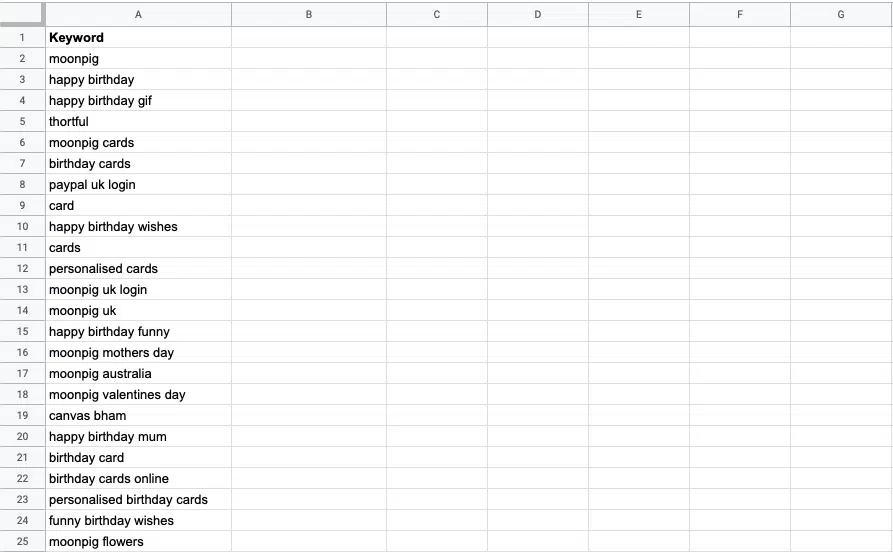 A B C D E F G
1 Keyword
2 moonpig
3 happy birthday
4 happy birthday gif
5 thortful
6 moonpig cards
7 birthday cards
8 paypal uk login
9 card
10 happy birthday wishes
11 cards
12 personalised cards
13 moonpig uk login
14 moonpig uk
15 happy birthday funny
16 moonpig mothers day
17 moonpig australia
18 moonpig valentines day
19 canvas bham
20 happy birthday mum
21 birthday card
22 birthday cards online
23 personalised birthday cards
24 funny birthday wishes
25 moonpig flowers